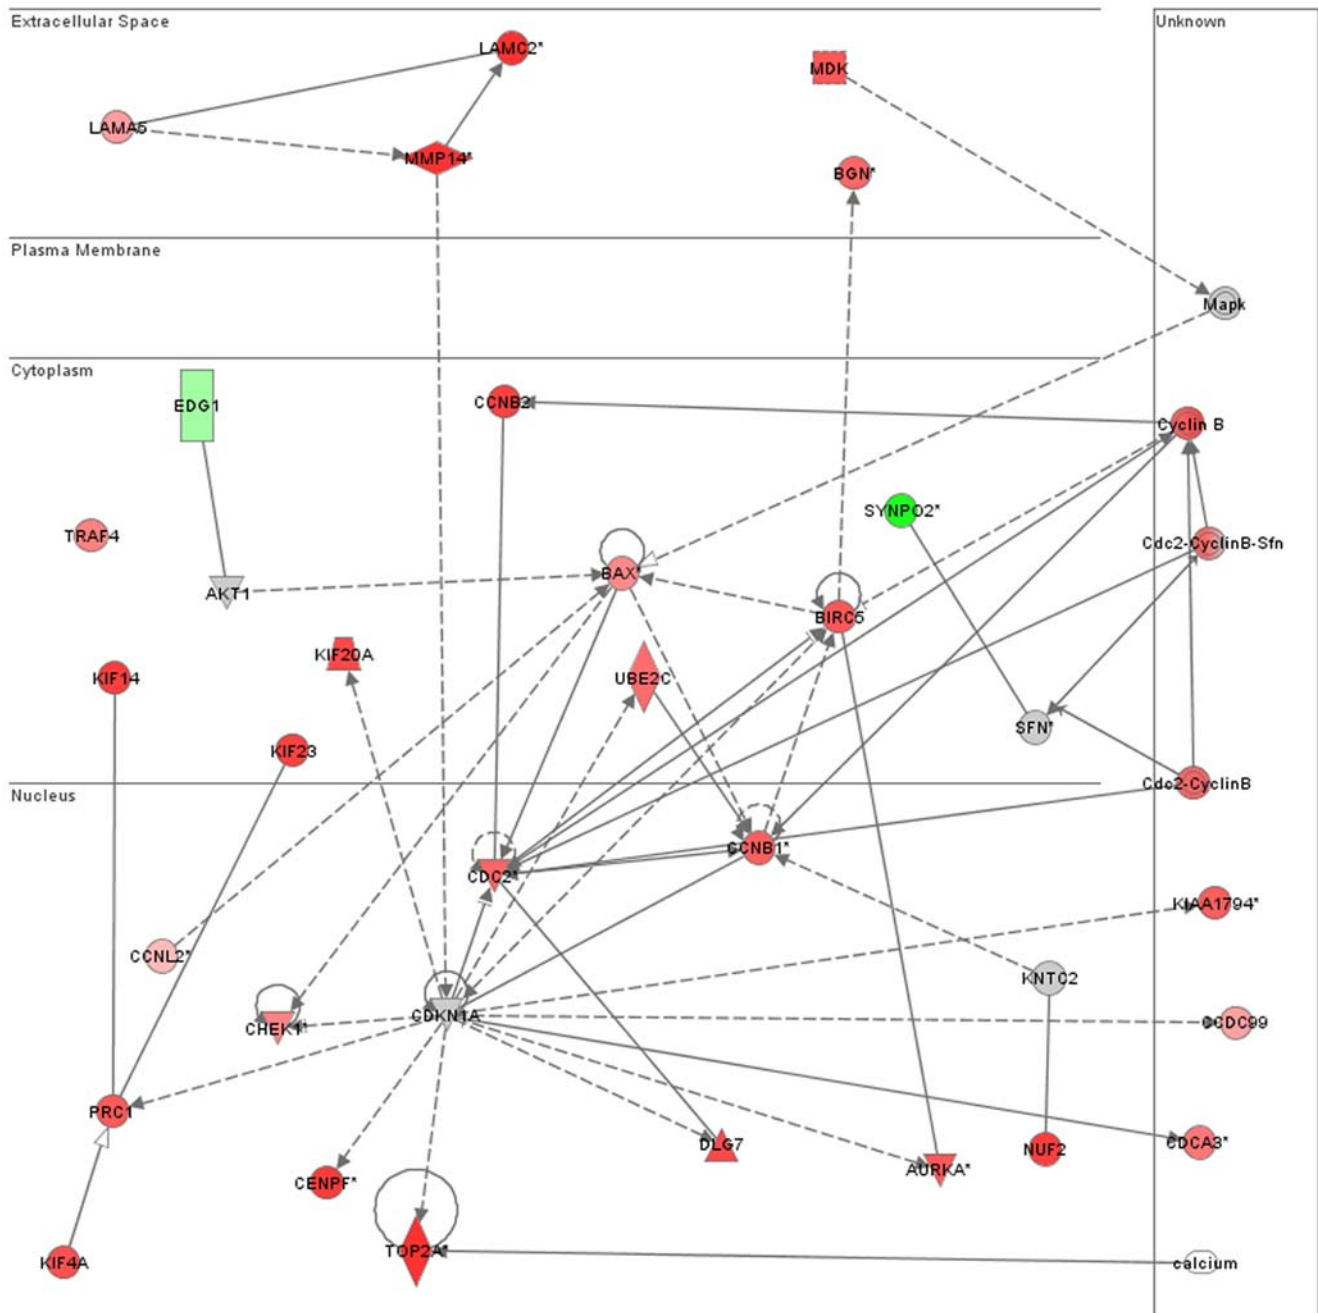 Extracellular Space
Unknown
LAMC2*
MDK
LAMA5
MMP14*
BGN*
Plasma Membrane
Mapk
Cytoplasm
EDG1
CCNB2
Cyclin B
SYNPO2*
TRAF4
Cdc2-CyclinB-Sfn
BAX*
AKT1
BIRC5
KIF20A
KIF14
UBE2C
SFN*
KIF23
Cdc2-CyclinB
Nucleus
CCNB1*
CDC2*
KIAA1794*
CCNL2*
KNTC2
CDKN1A
CHEK1*
CCDC99
PRC1
DLG7
CDCA3*
NUF2
AURKA*
CENPF*
TOP2A*
KIF4A
calcium